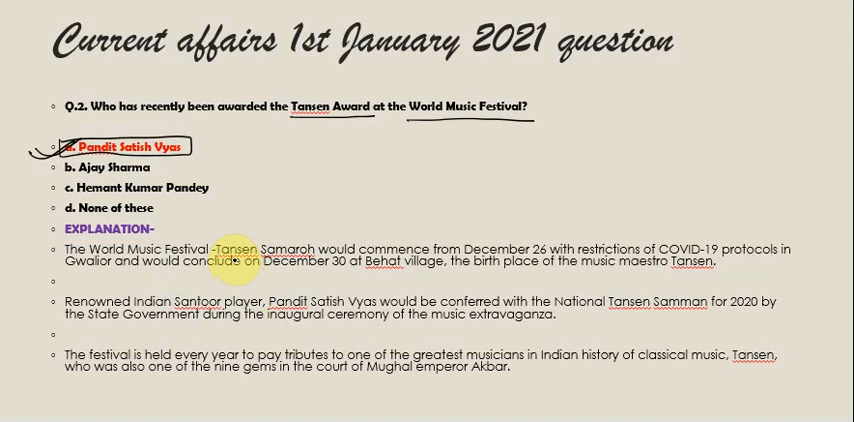 Current affairs 1st January 2021 question
Q.2. Who has recently been awarded the Tansen Award at the World Music Festival?
a. Pandit Satish Vyas
b. Ajay Sharma
c. Hemant Kumar Pandey
d. None of these
EXPLANATION-
The World Music Festival -Tansen Samaroh would commence from December 26 with restrictions of COVID-19 protocols in
Gwalior and would conclude on December 30 at Behat village, the birth place of the music maestro Tansen.
Renowned Indian Santoor player, Pandit Satish Vyas would be conferred with the National Tansen Samman for 2020 by
the State Government during the inaugural ceremony of the music extravaganza.
The festival is held every year to pay tributes to one of the greatest musicians in Indian history of classical music, Tansen,
who was also one of the nine gems in the court of Mughal emperor Akbar.